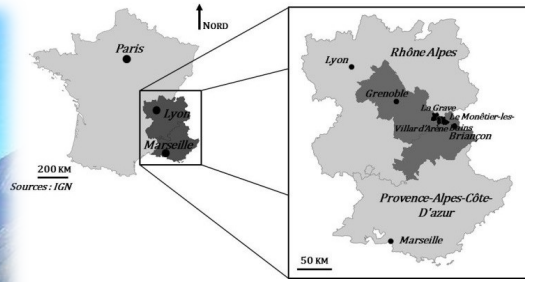 NORD
Paris
Lyon
Marseille
200 KM
Sources : IGN
Rhône Alpes
Lyon
Grenoble
La Grave
Le Monêtier-les-
Villar d'Arène Bains
Briançon
Provence-Alpes-Côte-
D'azur
Marseille
50 KM